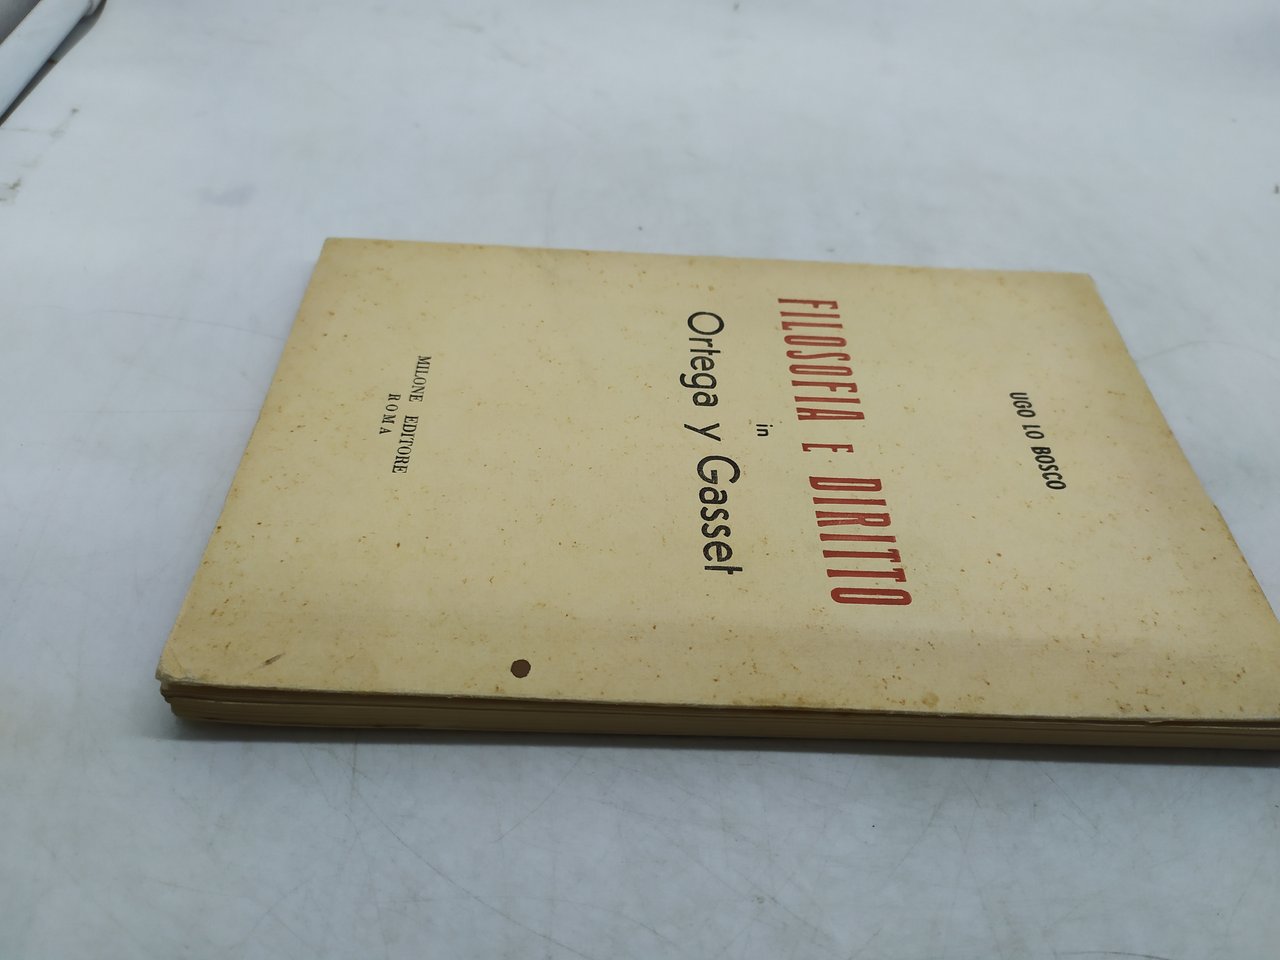 UGO LO BOSCO
FILOSOFIA E DIRITTO
in
Ortega y Gasset
MILONE EDITORE
ROMA